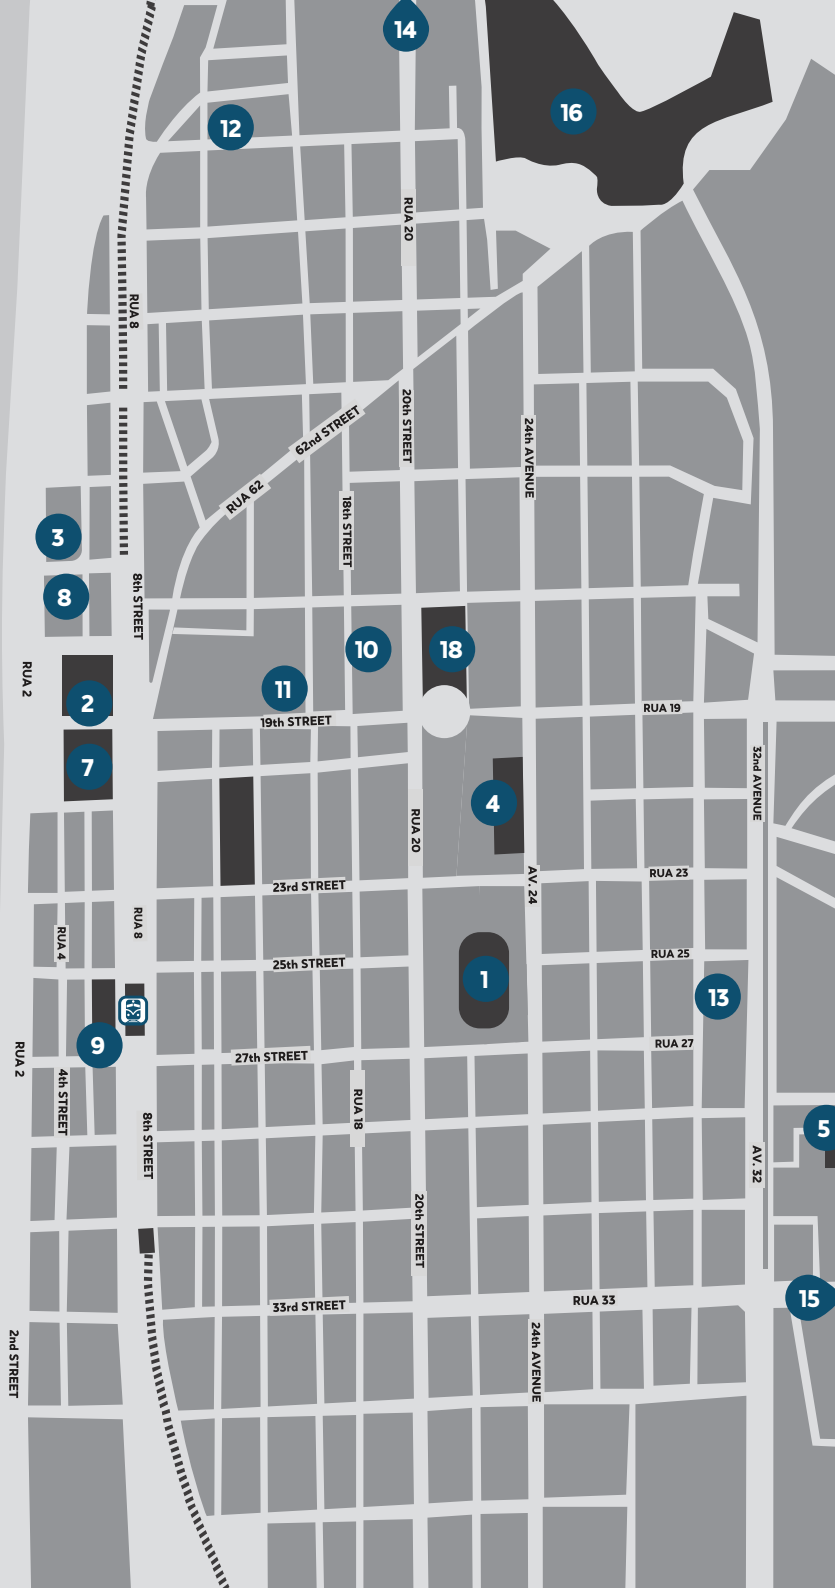 14
16
12
RUA 20
RUA 8
20th STREET
62nd STREET
24th AVENUE
RUA 62
18th STREET
3
8
8th STREET
10
18
RUA 2
11
2
RUA 19
19th STREET
7
32nd AVENUE
4
RUA 20
RUA 23
AV. 24
23rd STREET
RUA 8
RUA 4
RUA 25
25th STREET
1
13
9
RUA 27
RUA 2
27th STREET
4th STREET
RUA 18
5
8th STREET
AV. 32
20th STREET
15
RUA 33
33rd STREET
2nd STREET
24th AVENUE